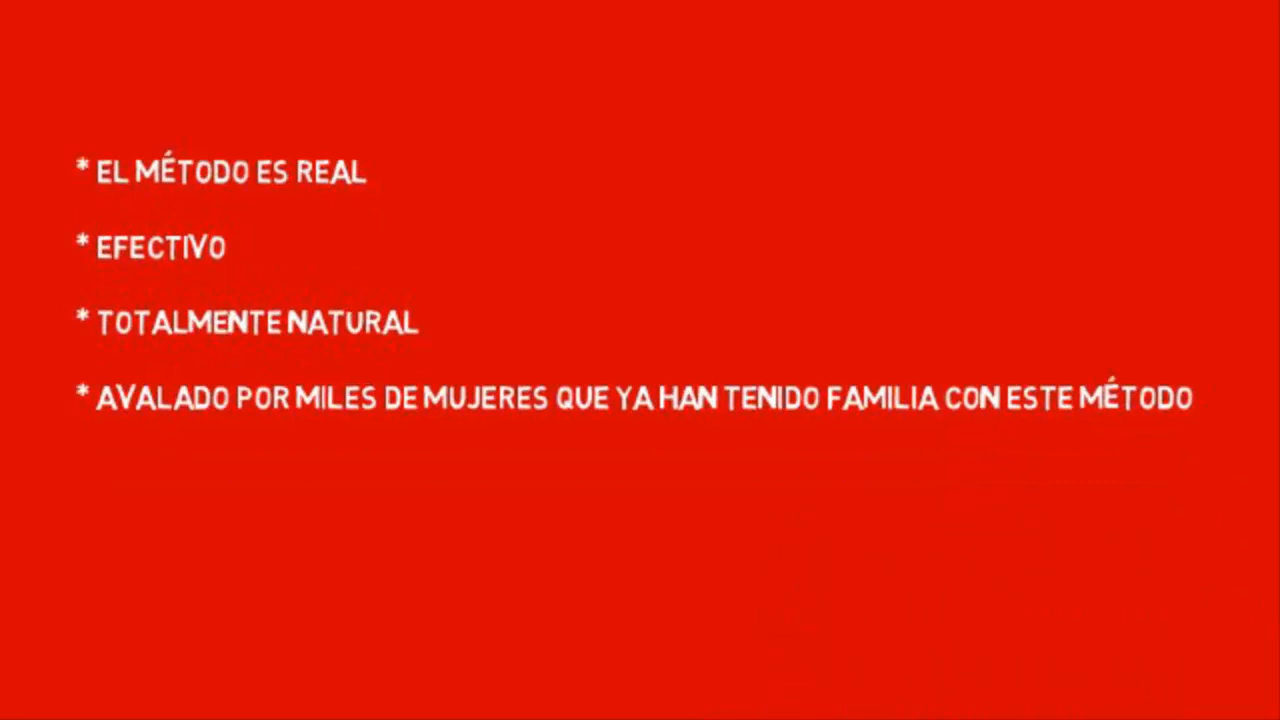 * EL MÉTODO ES REAL
* EFECTIVO
* TOTALMENTE NATURAL
* AVALADO POR MILES DE MUJERES QUE YA HAN TENIDO FAMILIA CON ESTE MÉTODO